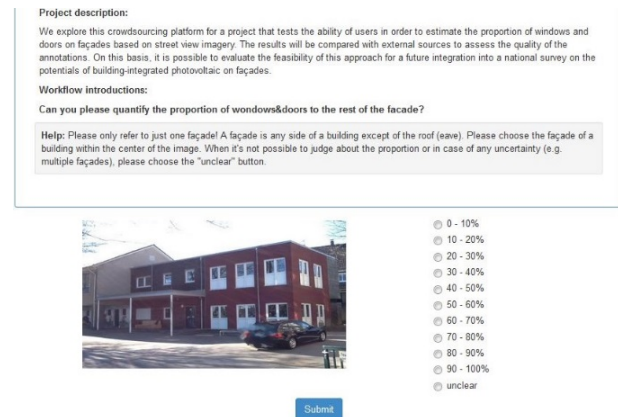 Project description:
We explore this crowdsourcing platform for a project that tests the ability of users in order to estimate the proportion of windows and
doors on façades based on street view imagery. The results will be compared with external sources to assess the quality of the
annotations. On this basis, it is possible to evaluate the feasibility of this approach for a future integration into a national survey on the
potentials of building-integrated photovoltaic on façades.
Workflow introductions:
Can you please quantify the proportion of wondows&doors to the rest of the facade?
Help: Please only refer to just one façade! A façade is any side of a building except of the roof (eave). Please choose the façade of a
building within the center of the image. When it's not possible to judge about the proportion or in case of any uncertainty (e.g.
multiple façades), please choose the "unclear" button.
0 - 10%
10 - 20%
20 - 30%
30 - 40%
40 - 50%
50 - 60%
60 - 70%
70 - 80%
80 - 90%
90 - 100%
unclear
Submit